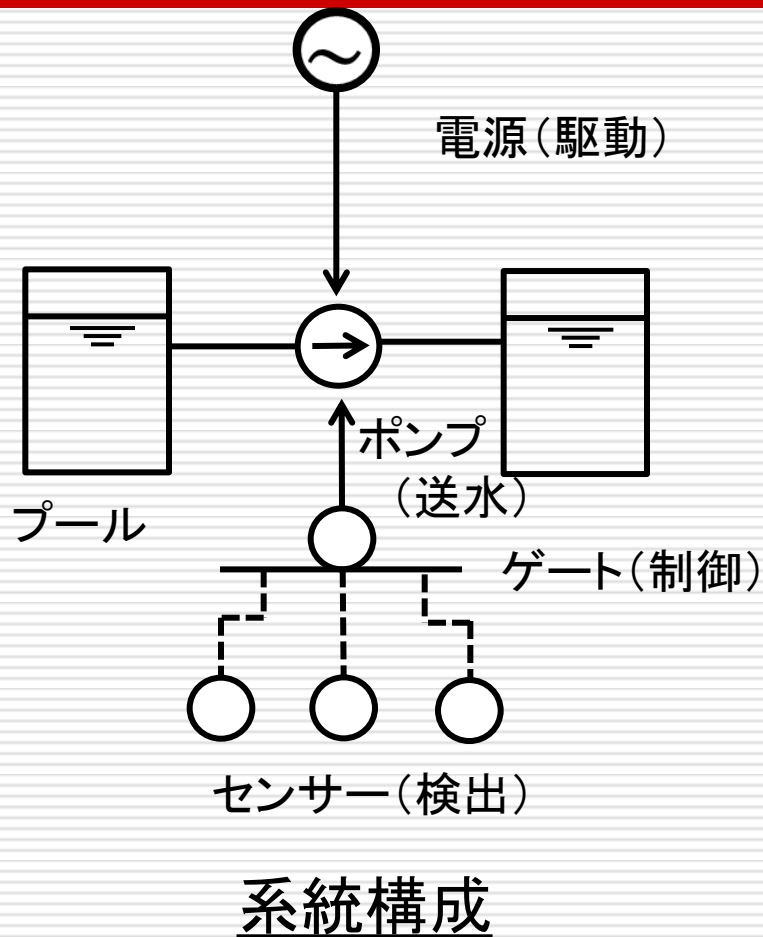 電源(駆動)
ポンプ
(送水)
プール
ゲート(制御)
センサー(検出)
系統構成